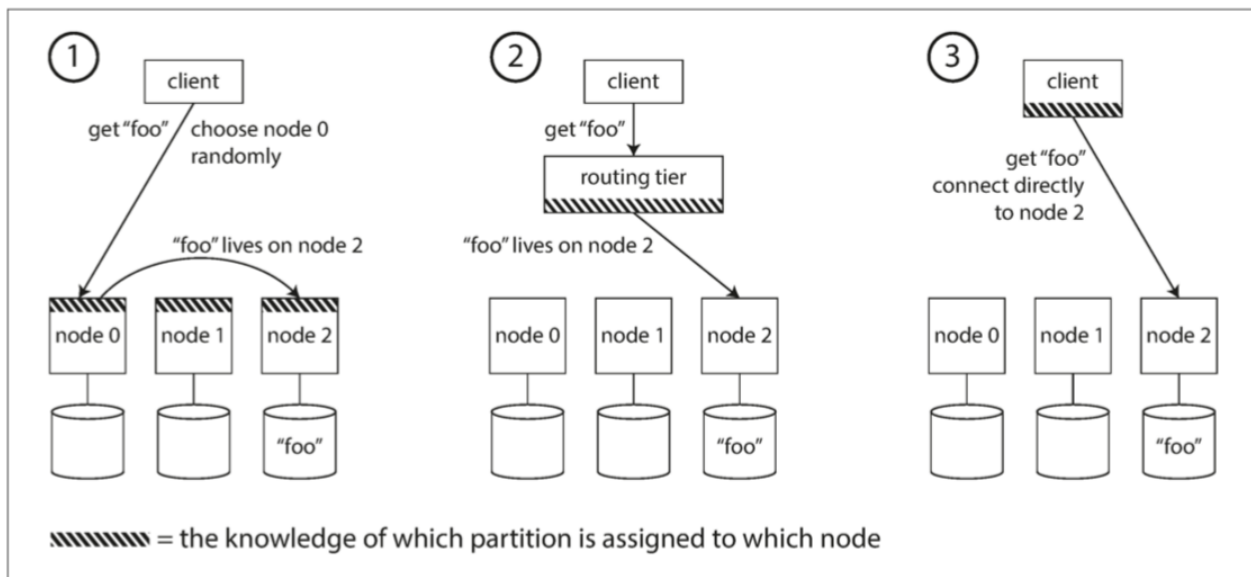 1
client
get “foo”
choose node 0
randomly
“foo” lives on node 2
node 0
node 1
node 2
“foo”
2
client
get “foo”
routing tier
“foo” lives on node 2
node 0
node 1
node 2
“foo”
3
client
get “foo”
connect directly
to node 2
node 0
node 1
node 2
“foo”
= the knowledge of which partition is assigned to which node